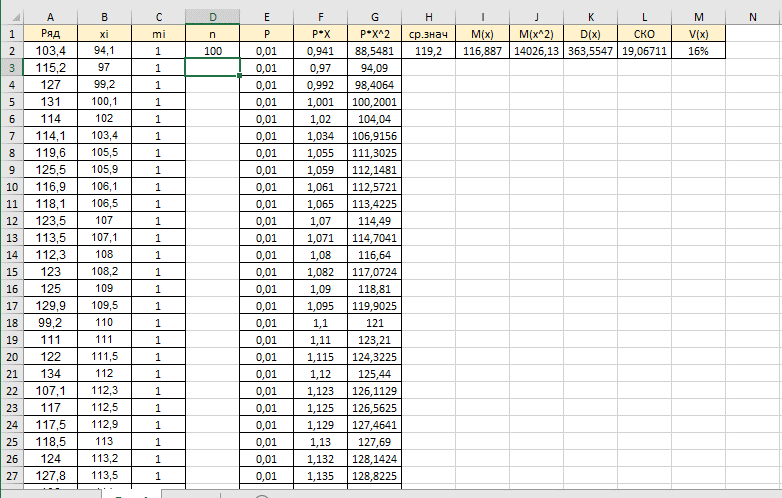 A B C D E F G H I J K L M N
1 Ряд xi mi n P P*X P*X^2 ср.знач M(x) M(x^2) D(x) СКО V(x)
2 103,4 94,1 1 100 0,01 0,941 88,5481 119,2 116,887 14026,13 363,5547 19,06711 16%
3 115,2 97 1 0,01 0,97 94,09
4 127 99,2 1 0,01 0,992 98,4064
5 131 100,1 1 0,01 1,001 100,2001
6 114 102 1 0,01 1,02 104,04
7 114,1 103,4 1 0,01 1,034 106,9156
8 119,6 105,5 1 0,01 1,055 111,3025
9 125,5 105,9 1 0,01 1,059 112,1481
10 116,9 106,1 1 0,01 1,061 112,5721
11 118,1 106,5 1 0,01 1,065 113,4225
12 123,5 107 1 0,01 1,07 114,49
13 113,5 107,1 1 0,01 1,071 114,7041
14 112,3 108 1 0,01 1,08 116,64
15 123 108,2 1 0,01 1,082 117,0724
16 125 109 1 0,01 1,09 118,81
17 129,9 109,5 1 0,01 1,095 119,9025
18 99,2 110 1 0,01 1,1 121
19 111 111 1 0,01 1,11 123,21
20 122 111,5 1 0,01 1,115 124,3225
21 134 112 1 0,01 1,12 125,44
22 107,1 112,3 1 0,01 1,123 126,1129
23 117 112,5 1 0,01 1,125 126,5625
24 117,5 112,9 1 0,01 1,129 127,4641
25 118,5 113 1 0,01 1,13 127,69
26 124 113,2 1 0,01 1,132 128,1424
27 127,8 113,5 1 0,01 1,135 128,8225